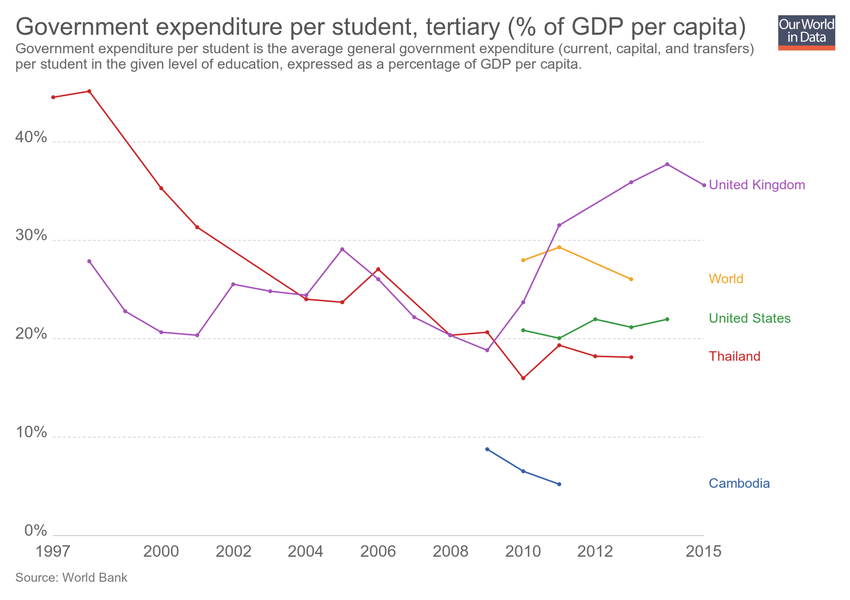 Government expenditure per student, tertiary (% of GDP per capita)
Our World
in Data
Government expenditure per student is the average general government expenditure (current, capital, and transfers)
per student in the given level of education, expressed as a percentage of GDP per capita.
40%
United Kingdom
30%
World
United States
20%
Thailand
10%
Cambodia
0%
1997 2000 2002 2004 2006 2008 2010 2012 2015
Source: World Bank